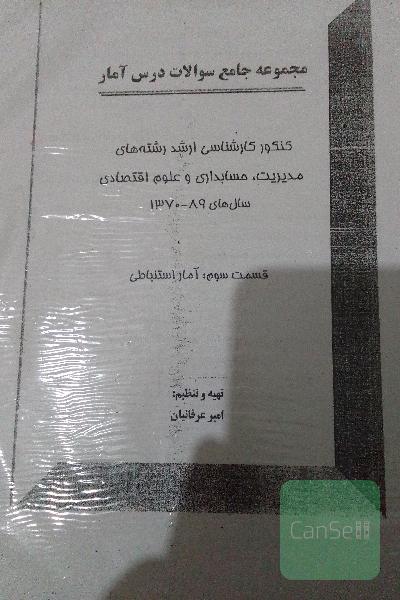 مجموعه جامع سوالات درس آمار
کنکور کارشناسی ارشد رشته‌های
مدیریت، حسابداری و علوم اقتصادی
سال‌های ۸۹-۱۳۷۰
قسمت سوم: آمار استنباطی
تهیه و تنظیم:
امیر عرفانیان
CanSell